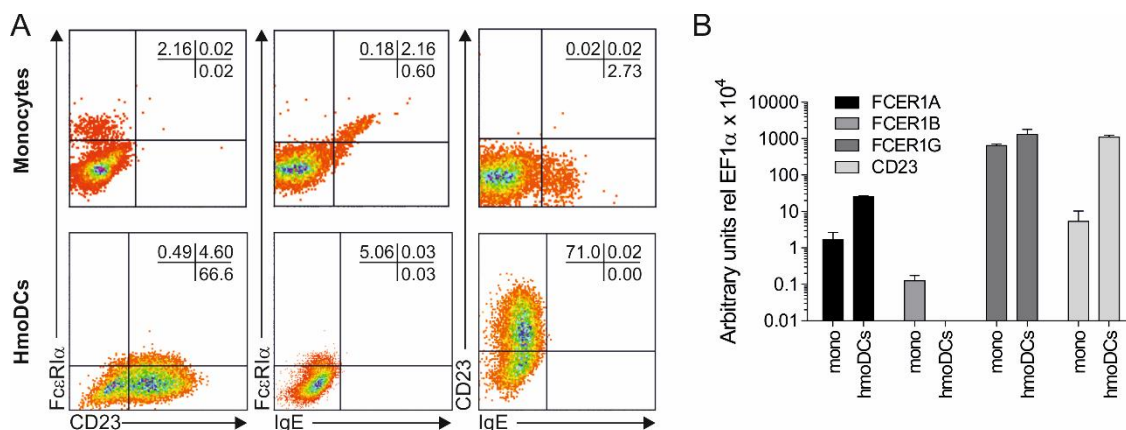 A
Monocytes
2.16 0.02
0.02
0.18 2.16
0.60
0.02 0.02
2.73
HmoDCs
FcεRIα
0.49 4.60
66.6
CD23
FcεRIα
5.06 0.03
0.03
IgE
CD23
71.0 0.02
0.00
IgE
B
Arbitrary units rel EF1α x 10⁴
FCER1A
FCER1B
FCER1G
CD23
10000
1000
100
10
1
0.1
0.01
mono
hmoDCs
mono
hmoDCs
mono
hmoDCs
mono
hmoDCs